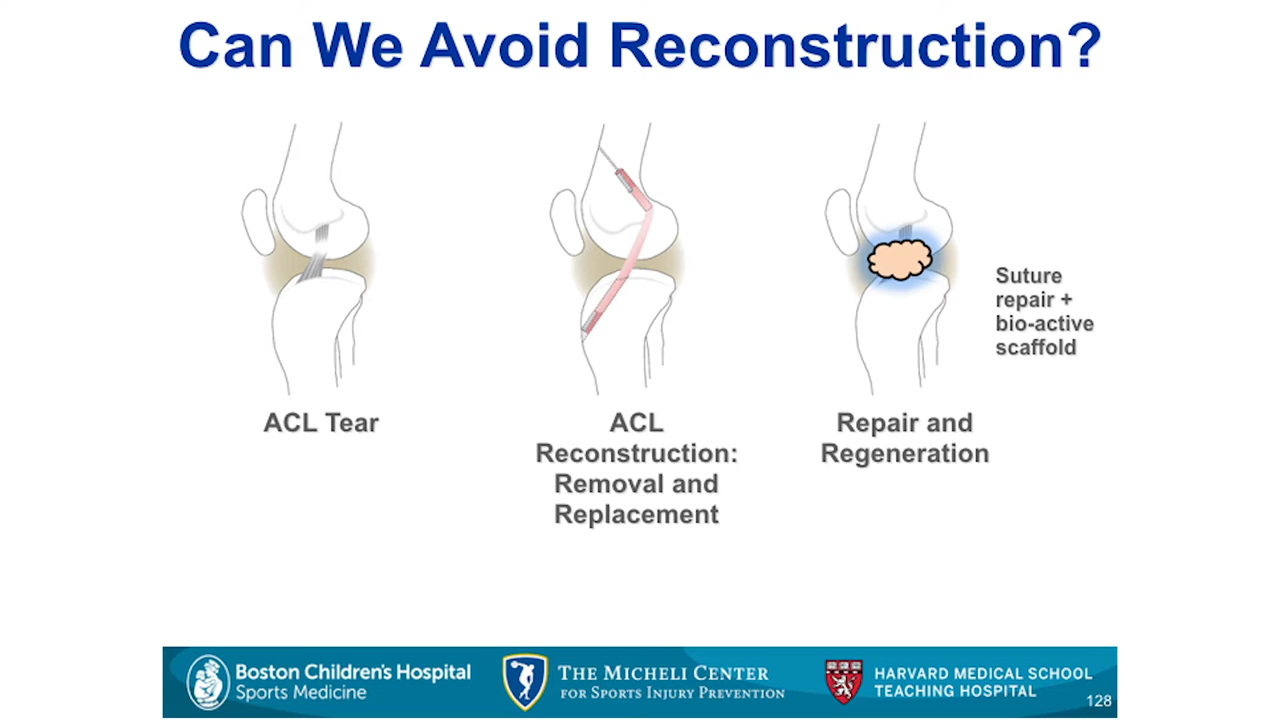 Can We Avoid Reconstruction?
Suture
repair +
bio-active
scaffold
ACL Tear
ACL
Reconstruction:
Removal and
Replacement
Repair and
Regeneration
Boston Children's Hospital
Sports Medicine
THE MICHELI CENTER
FOR SPORTS INJURY PREVENTION
HARVARD MEDICAL SCHOOL
TEACHING HOSPITAL
128